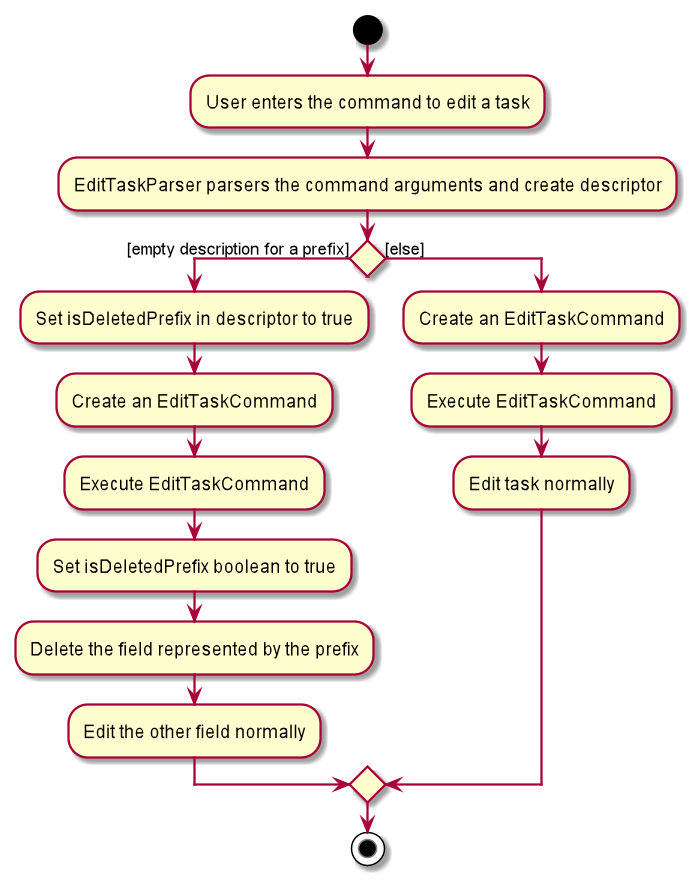 User enters the command to edit a task
EditTaskParser parsers the command arguments and create descriptor
[empty description for a prefix]
[else]
Set isDeletedPrefix in descriptor to true
Create an EditTaskCommand
Create an EditTaskCommand
Execute EditTaskCommand
Execute EditTaskCommand
Edit task normally
Set isDeletedPrefix boolean to true
Delete the field represented by the prefix
Edit the other field normally